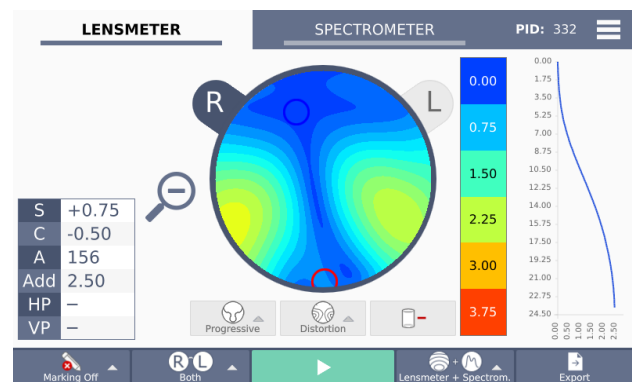 LENSMETER
SPECTROMETER
PID: 332
R
L
S +0.75
C -0.50
A 156
Add 2.50
HP –
VP –
0.00
0.75
1.50
2.25
3.00
3.75
0.00
1.75
3.50
5.25
7.00
8.75
10.50
12.25
14.00
15.75
17.50
19.25
21.00
22.75
24.50
0.00 0.50 1.00 1.50 2.00 2.50
Progressive
Distortion
Marking Off
R-L
Both
Lensmeter + Spectrom.
Export